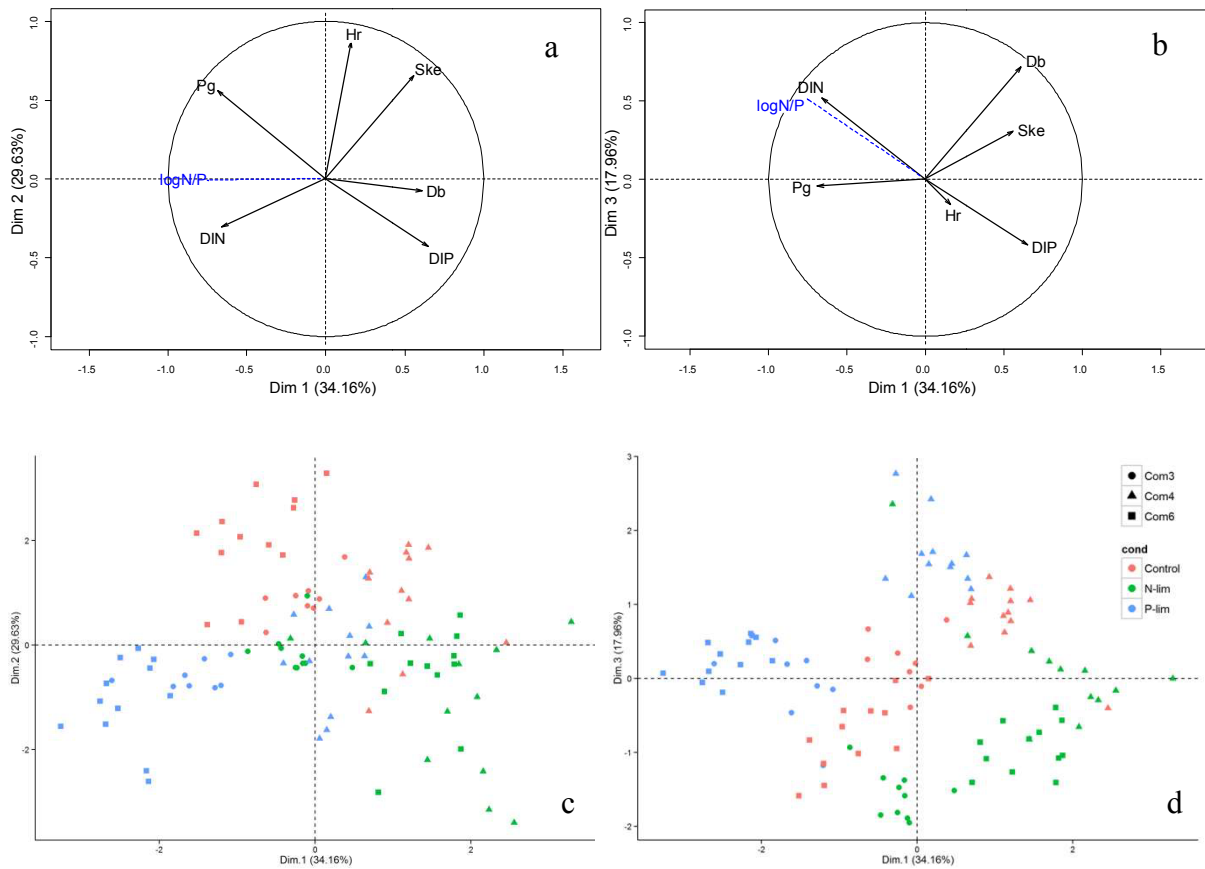 a
Hr
Ske
Pg
logN/P
Db
DIN
DIP
1.0
0.5
0.0
-0.5
-1.0
Dim 2 (29.63%)
-1.5 -1.0 -0.5 0.0 0.5 1.0 1.5
Dim 1 (34.16%)
b
Db
DIN
logN/P
Ske
Pg
Hr
DIP
1.0
0.5
0.0
-0.5
-1.0
Dim 3 (17.96%)
-1.5 -1.0 -0.5 0.0 0.5 1.0 1.5
Dim 1 (34.16%)
2
0
-2
Dim.2 (29.63%)
c
-2 0 2
Dim.1 (34.16%)
3
2
1
0
-1
-2
Dim.3 (17.96%)
Com3
Com4
Com6
cond
Control
N-lim
P-lim
d
-2 0 2
Dim.1 (34.16%)